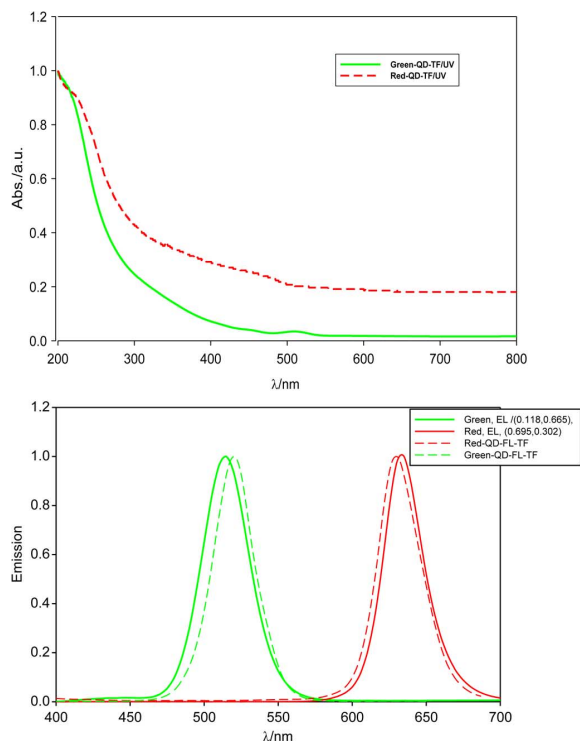 Green-QD-TF/UV
Red-QD-TF/UV
Abs./a.u.
1.2
1.0
0.8
0.6
0.4
0.2
0.0
200 300 400 500 600 700 800
λ/nm
Green, EL /(0.118,0.665),
Red, EL, (0.695,0.302)
Red-QD-FL-TF
Green-QD-FL-TF
Emission
1.2
1.0
0.8
0.6
0.4
0.2
0.0
400 450 500 550 600 650 700
λ/nm